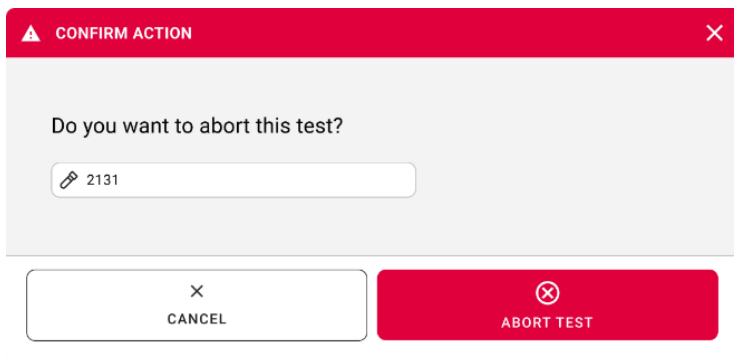 CONFIRM ACTION
Do you want to abort this test?
2131
CANCEL
ABORT TEST